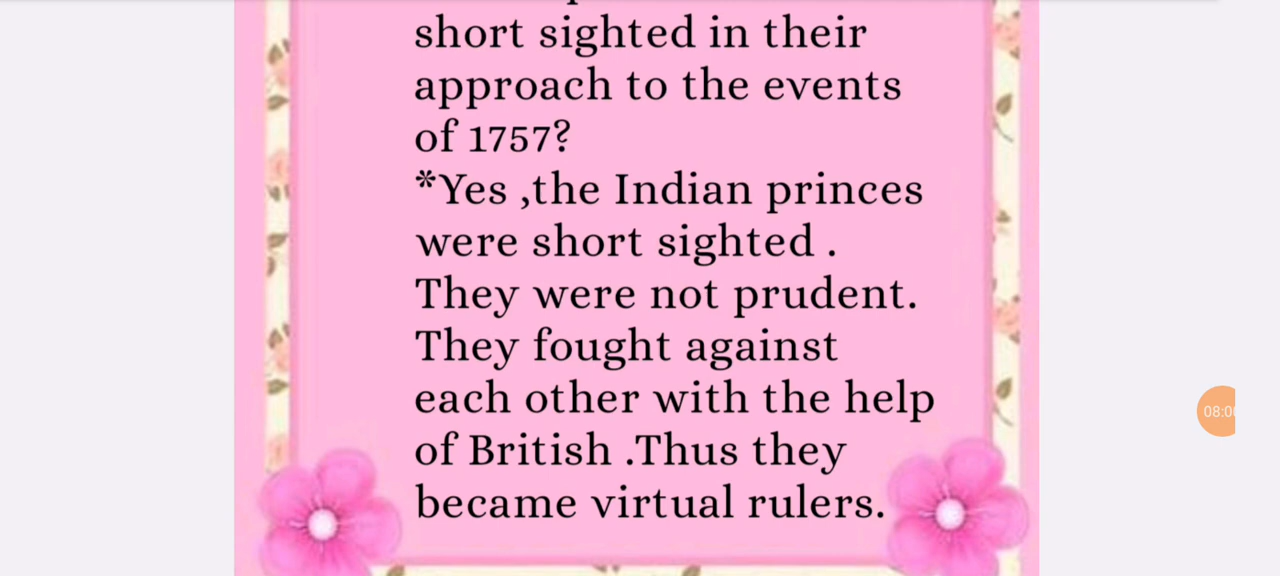 short sighted in their
approach to the events
of 1757?
*Yes ,the Indian princes
were short sighted .
They were not prudent.
They fought against
each other with the help
of British .Thus they
became virtual rulers.